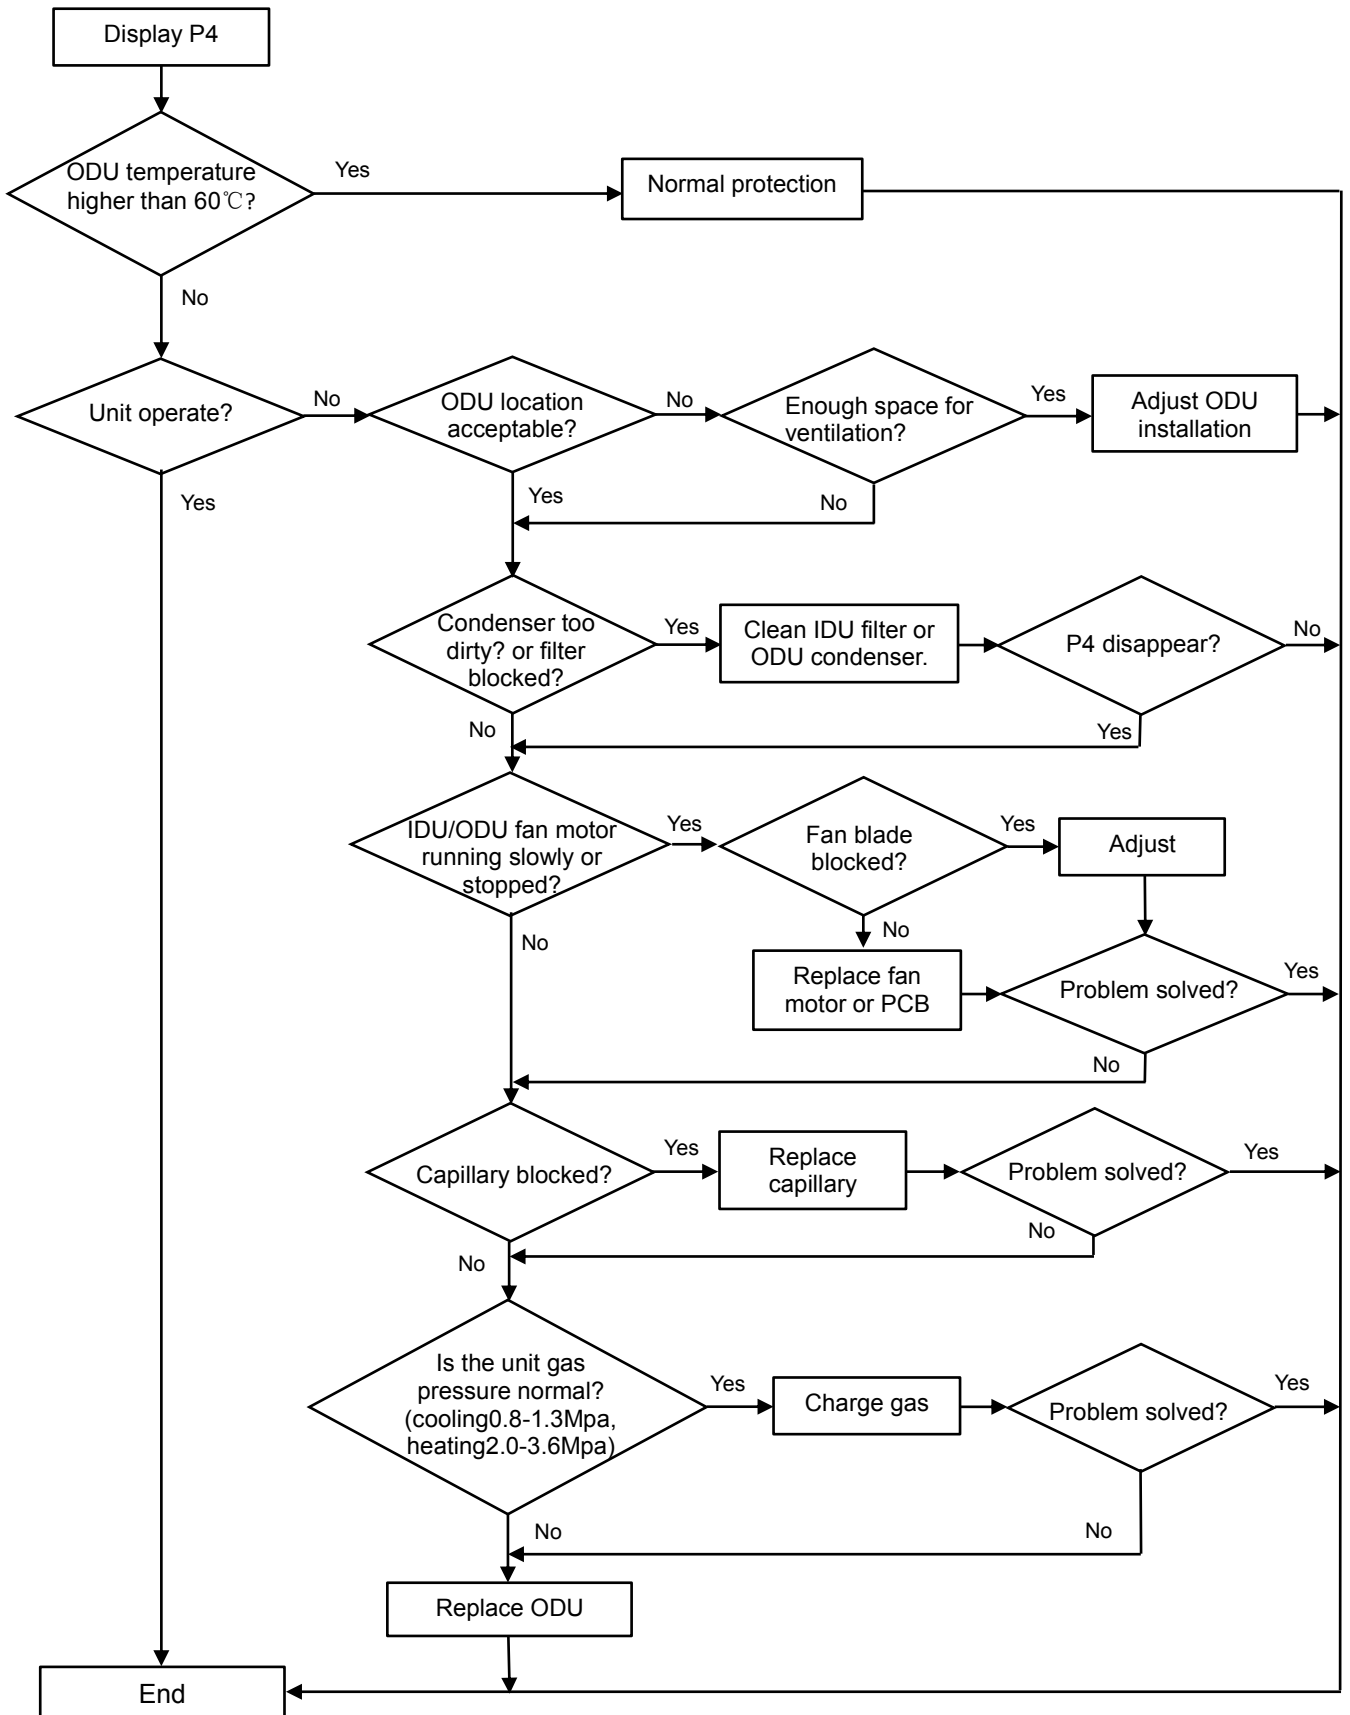 Display P4
ODU temperature
higher than 60℃?
Yes
Normal protection
No
Unit operate?
No
ODU location
acceptable?
No
Enough space for
ventilation?
Yes
Adjust ODU
installation
Yes
Yes
No
Condenser too
dirty? or filter
blocked?
Yes
Clean IDU filter or
ODU condenser.
P4 disappear?
No
No
Yes
IDU/ODU fan motor
running slowly or
stopped?
Yes
Fan blade
blocked?
Yes
Adjust
No
No
Replace fan
motor or PCB
Problem solved?
Yes
No
Capillary blocked?
Yes
Replace
capillary
Problem solved?
Yes
No
No
Is the unit gas
pressure normal?
(cooling0.8-1.3Mpa,
heating2.0-3.6Mpa)
Yes
Charge gas
Problem solved?
Yes
No
No
Replace ODU
End